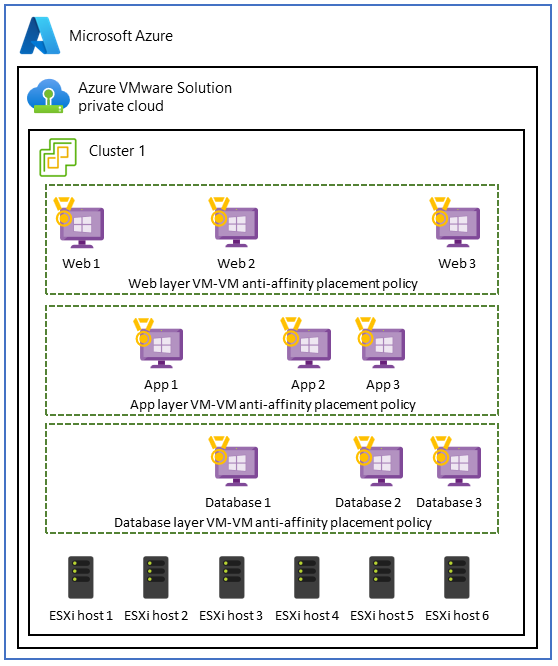 Microsoft Azure
Azure VMware Solution
private cloud
Cluster 1
Web 1
Web 2
Web 3
Web layer VM-VM anti-affinity placement policy
App 1
App 2
App 3
App layer VM-VM anti-affinity placement policy
Database 1
Database 2
Database 3
Database layer VM-VM anti-affinity placement policy
ESXi host 1
ESXi host 2
ESXi host 3
ESXi host 4
ESXi host 5
ESXi host 6